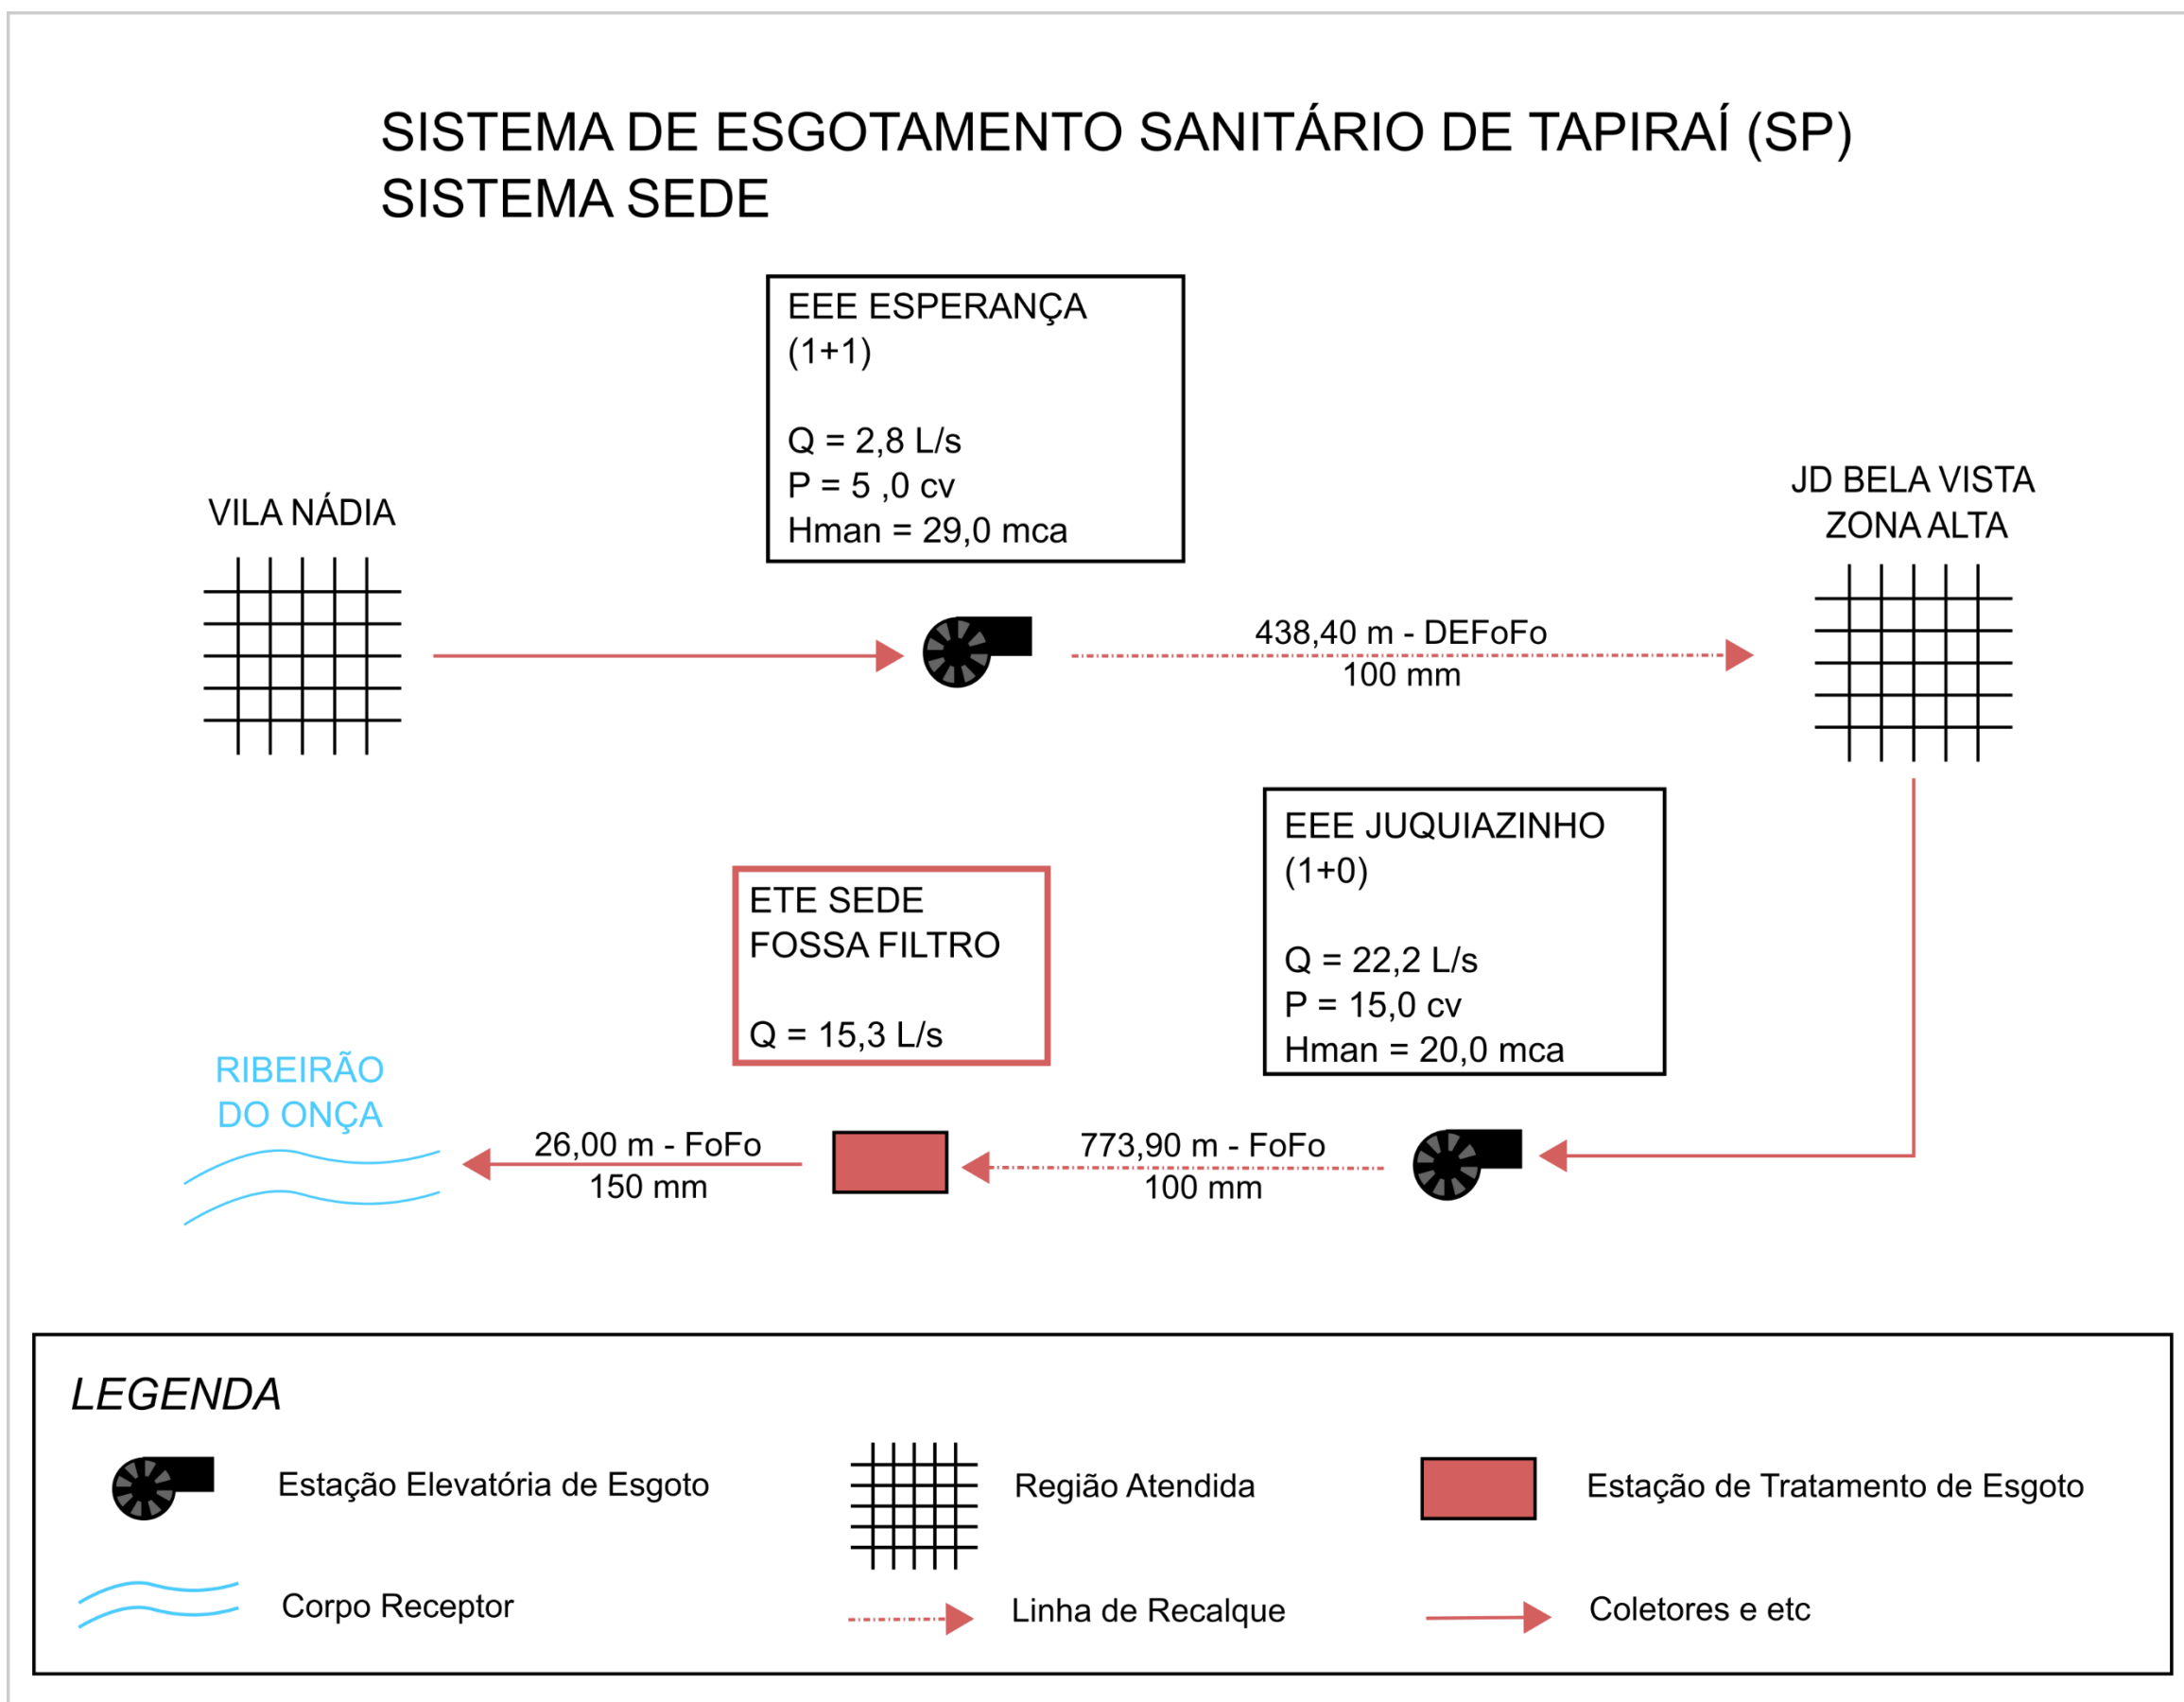 SISTEMA DE ESGOTAMENTO SANITÁRIO DE TAPIRAÍ (SP)
SISTEMA SEDE
EEE ESPERANÇA
(1+1)
Q = 2,8 L/s
P = 5 ,0 cv
Hman = 29,0 mca
VILA NÁDIA
JD BELA VISTA
ZONA ALTA
438,40 m - DEFoFo
100 mm
EEE JUQUIAZINHO
(1+0)
Q = 22,2 L/s
P = 15,0 cv
Hman = 20,0 mca
ETE SEDE
FOSSA FILTRO
Q = 15,3 L/s
RIBEIRÃO
DO ONÇA
26,00 m - FoFo
150 mm
773,90 m - FoFo
100 mm
LEGENDA
Estação Elevatória de Esgoto
Região Atendida
Estação de Tratamento de Esgoto
Corpo Receptor
Linha de Recalque
Coletores e etc